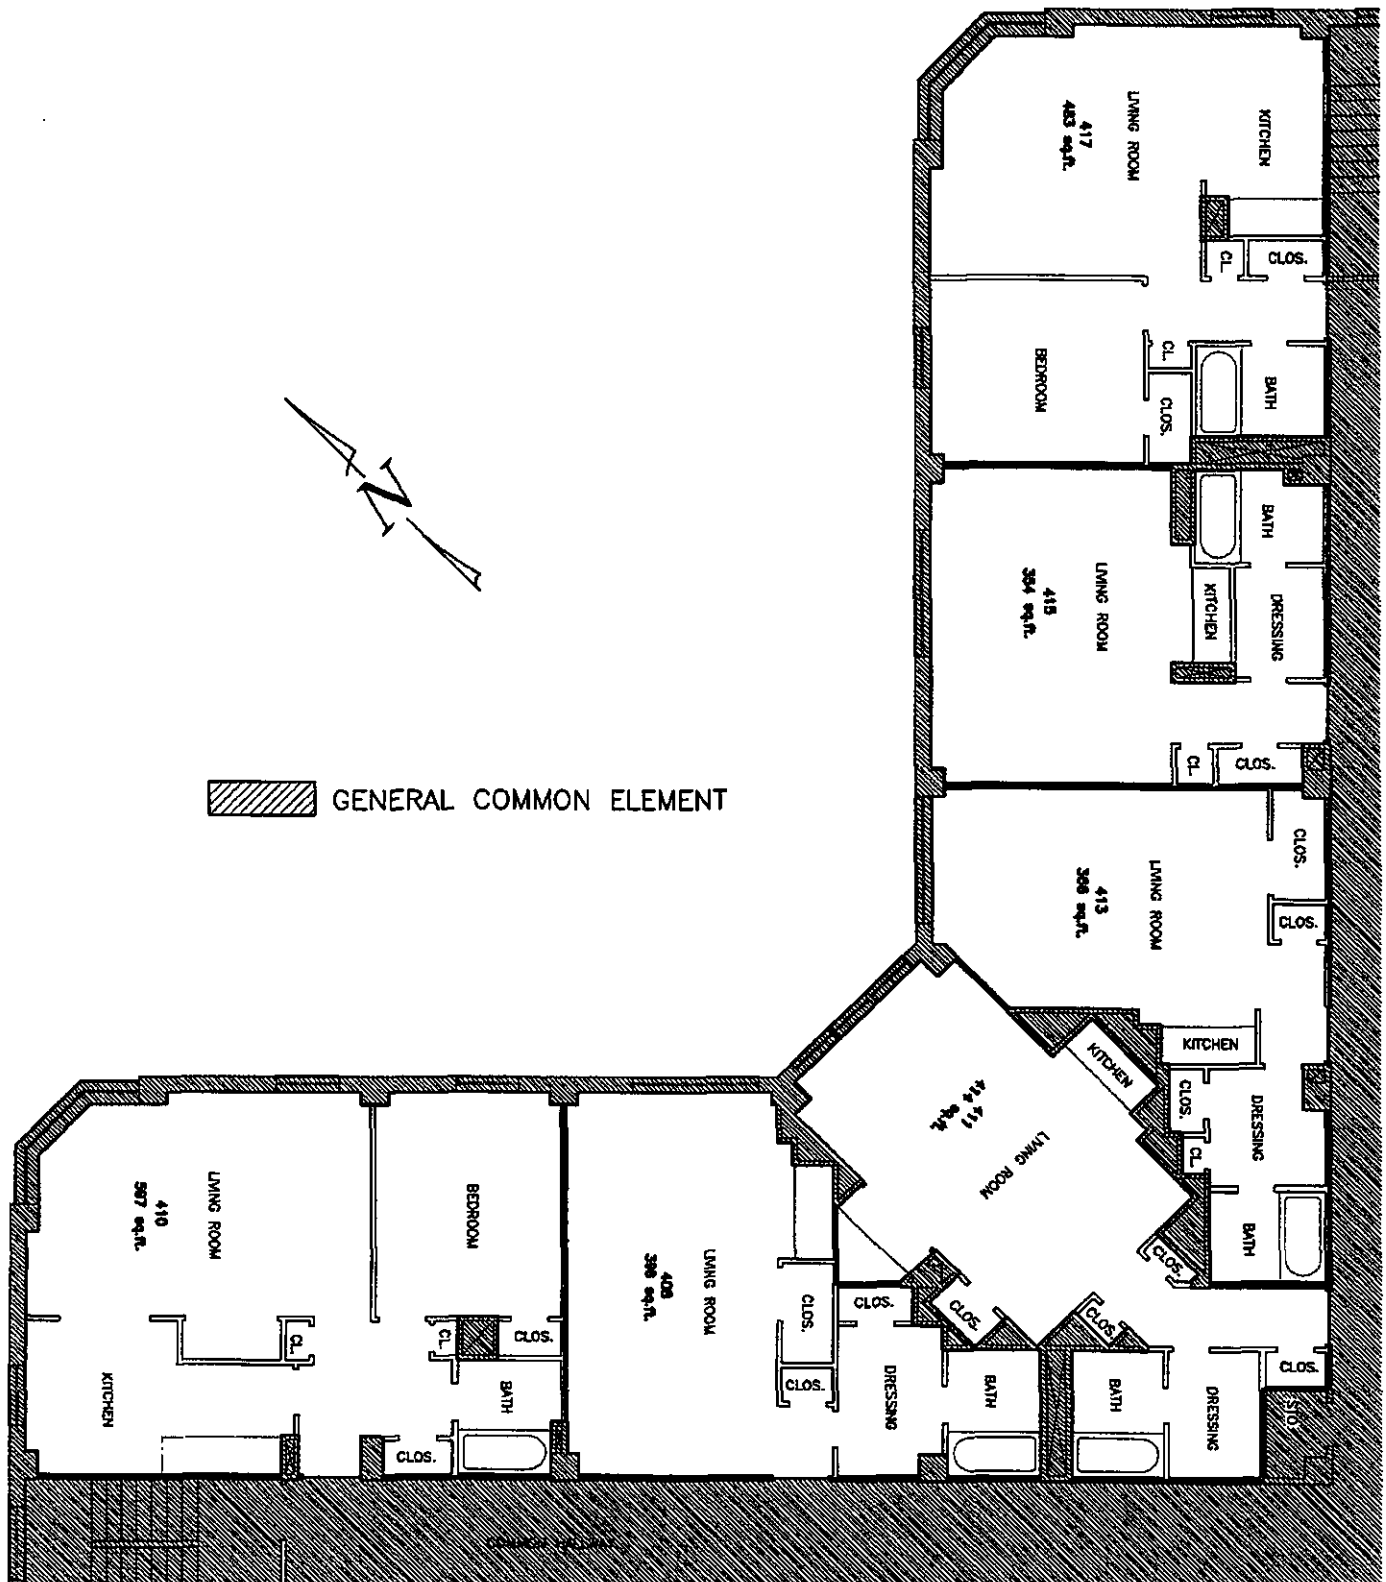 LIVING ROOM
417
483 sq.ft.
KITCHEN
CL.
CLOS.
BEDROOM
CL.
CLOS.
BATH
BATH
LIVING ROOM
415
354 sq.ft.
KITCHEN
DRESSING
CL.
CLOS.
N
GENERAL COMMON ELEMENT
CLOS.
LIVING ROOM
413
366 sq.ft.
CLOS.
KITCHEN
CLOS.
DRESSING
CL.
BATH
KITCHEN
411
414 sq.ft.
LIVING ROOM
CLOS.
CLOS.
CLOS.
CLOS.
BATH
DRESSING
STO.
LIVING ROOM
410
597 sq.ft.
BEDROOM
CL.
CL.
CLOS.
KITCHEN
BATH
CLOS.
LIVING ROOM
408
398 sq.ft.
CLOS.
CLOS.
CLOS.
DRESSING
BATH
COMMON HALLWAY